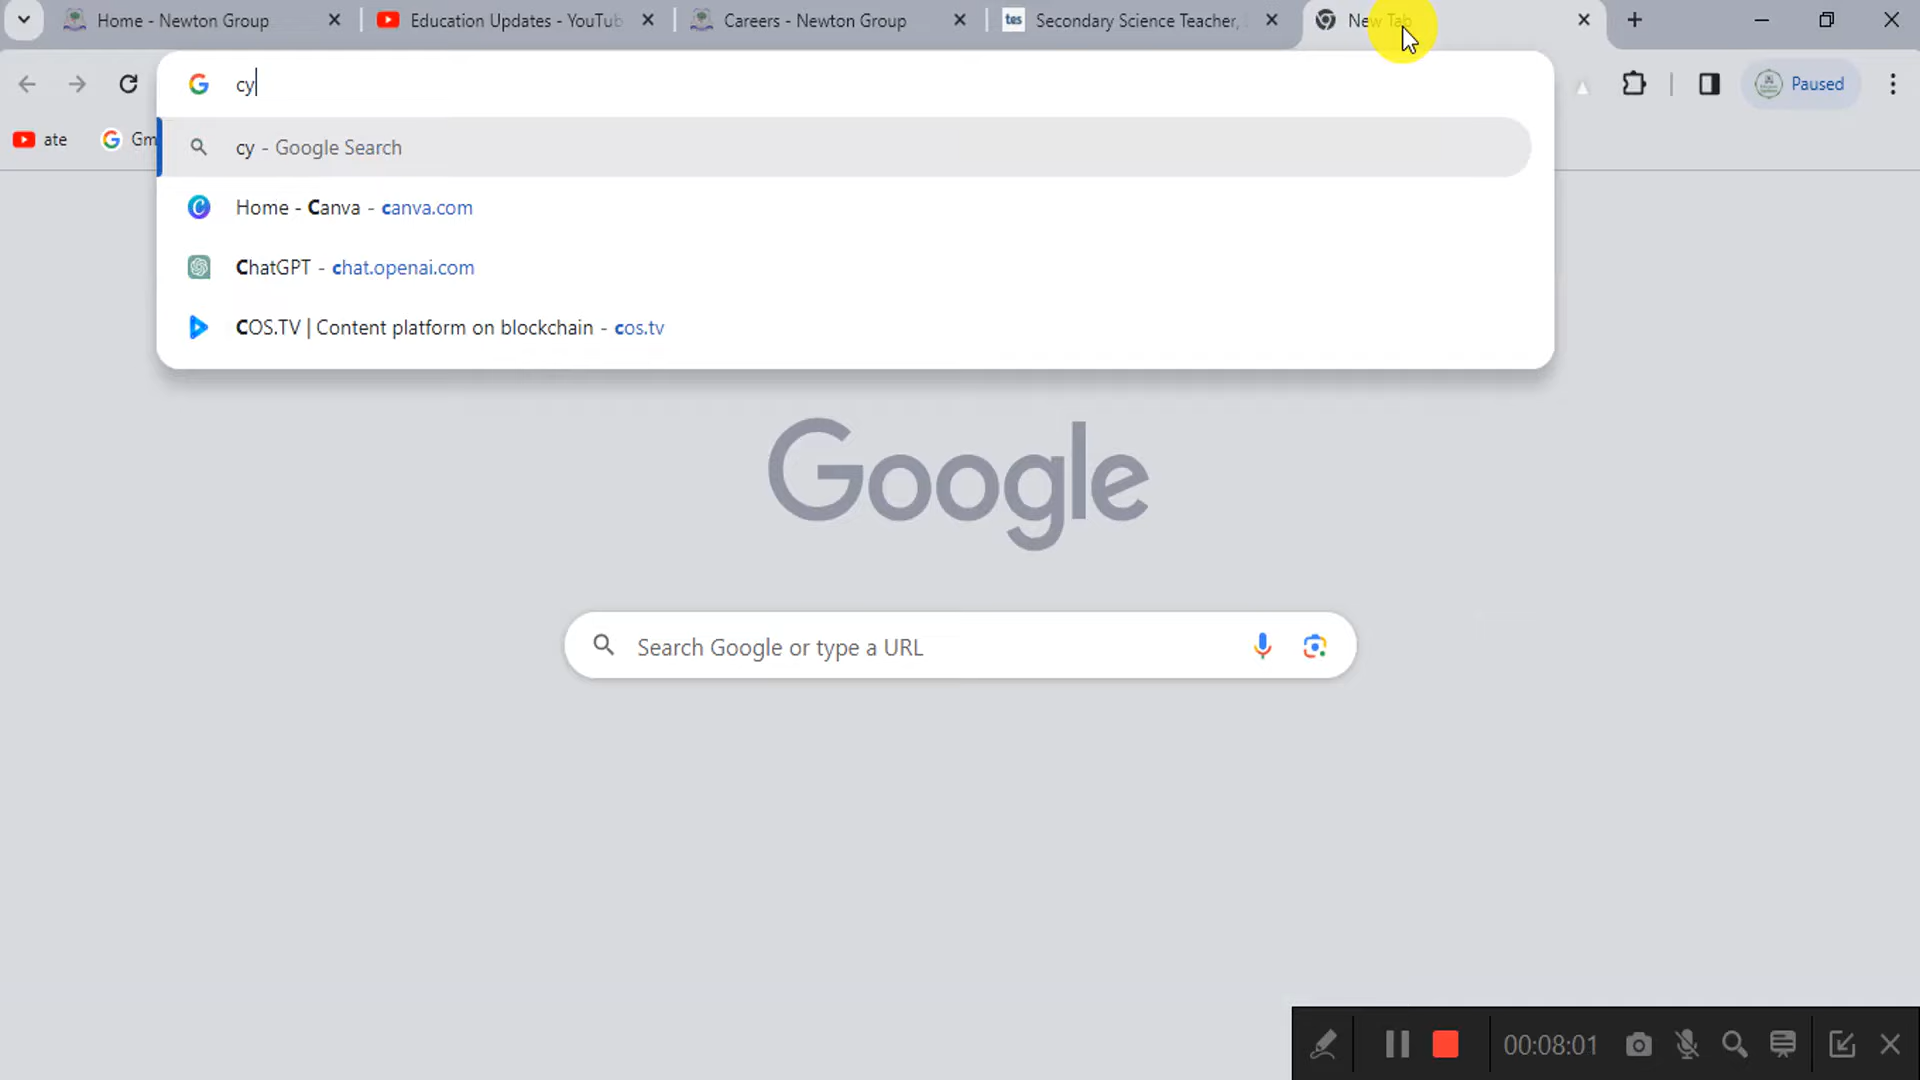 Home - Newton Group
Education Updates - YouTub
Careers - Newton Group
tes
Secondary Science Teacher,
New Tab
cy
Paused
ate
Gm
cy - Google Search
Home - Canva - canva.com
ChatGPT - chat.openai.com
COS.TV | Content platform on blockchain - cos.tv
Google
Search Google or type a URL
00:08:01